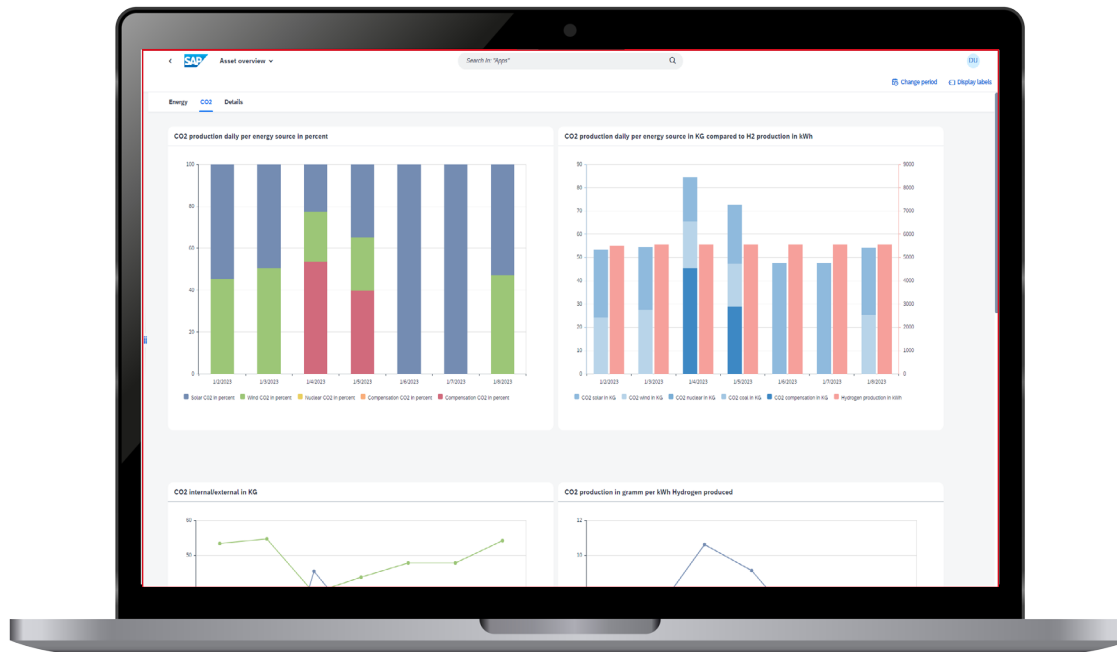 SAP Asset overview
Search In: "Apps"
DU
Change period Display labels
Energy CO2 Details
CO2 production daily per energy source in percent
100
80
60
40
20
0
1/2/2023 1/3/2023 1/4/2023 1/5/2023 1/6/2023 1/7/2023 1/8/2023
Solar CO2 in percent Wind CO2 in percent Nuclear CO2 in percent Compensation CO2 in percent Compensation CO2 in percent
CO2 production daily per energy source in KG compared to H2 production in kWh
90 9000
80 8000
70 7000
60 6000
50 5000
40 4000
30 3000
20 2000
10 1000
0 0
1/2/2023 1/3/2023 1/4/2023 1/5/2023 1/6/2023 1/7/2023 1/8/2023
CO2 solar in KG CO2 wind in KG CO2 nuclear in KG CO2 coal in KG CO2 compensation in KG Hydrogen production in kWh
CO2 internal/external in KG
60
50
CO2 production in gramm per kWh Hydrogen produced
12
10